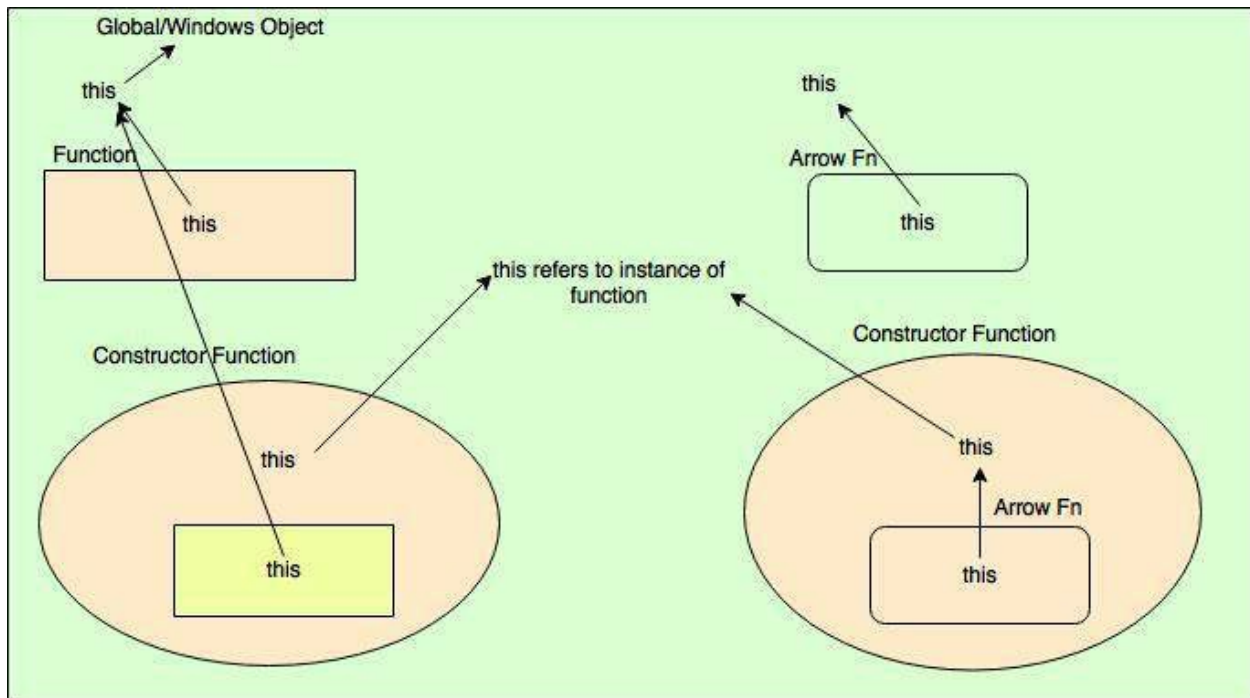 Global/Windows Object
this
Function
this
this
Arrow Fn
this
this refers to instance of
function
Constructor Function
this
this
Constructor Function
this
Arrow Fn
this